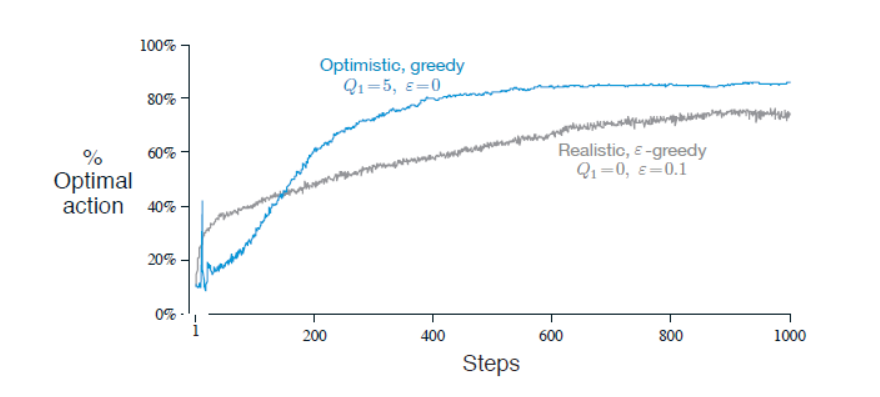 100%
Optimistic, greedy
Q₁=5, ε=0
80%
60%
%
Optimal
action
Realistic, ε-greedy
Q₁=0, ε=0.1
40%
20%
0%
1
200
400
600
800
1000
Steps